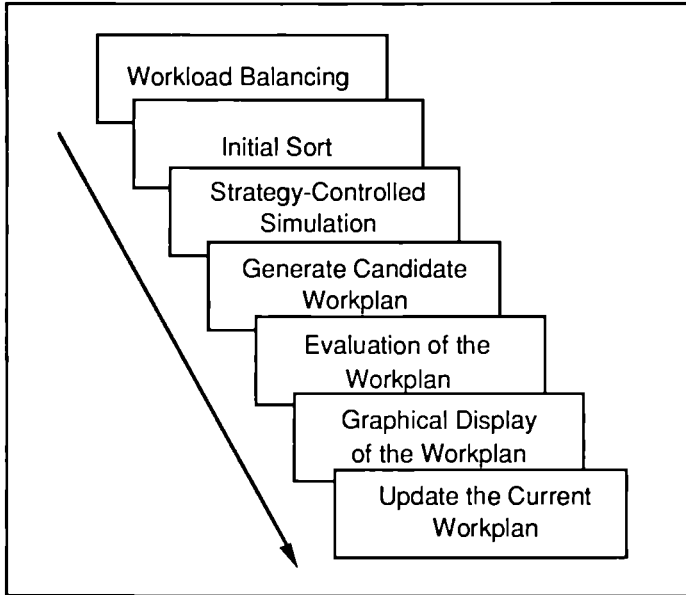 Workload Balancing
Initial Sort
Strategy-Controlled
Simulation
Generate Candidate
Workplan
Evaluation of the
Workplan
Graphical Display
of the Workplan
Update the Current
Workplan